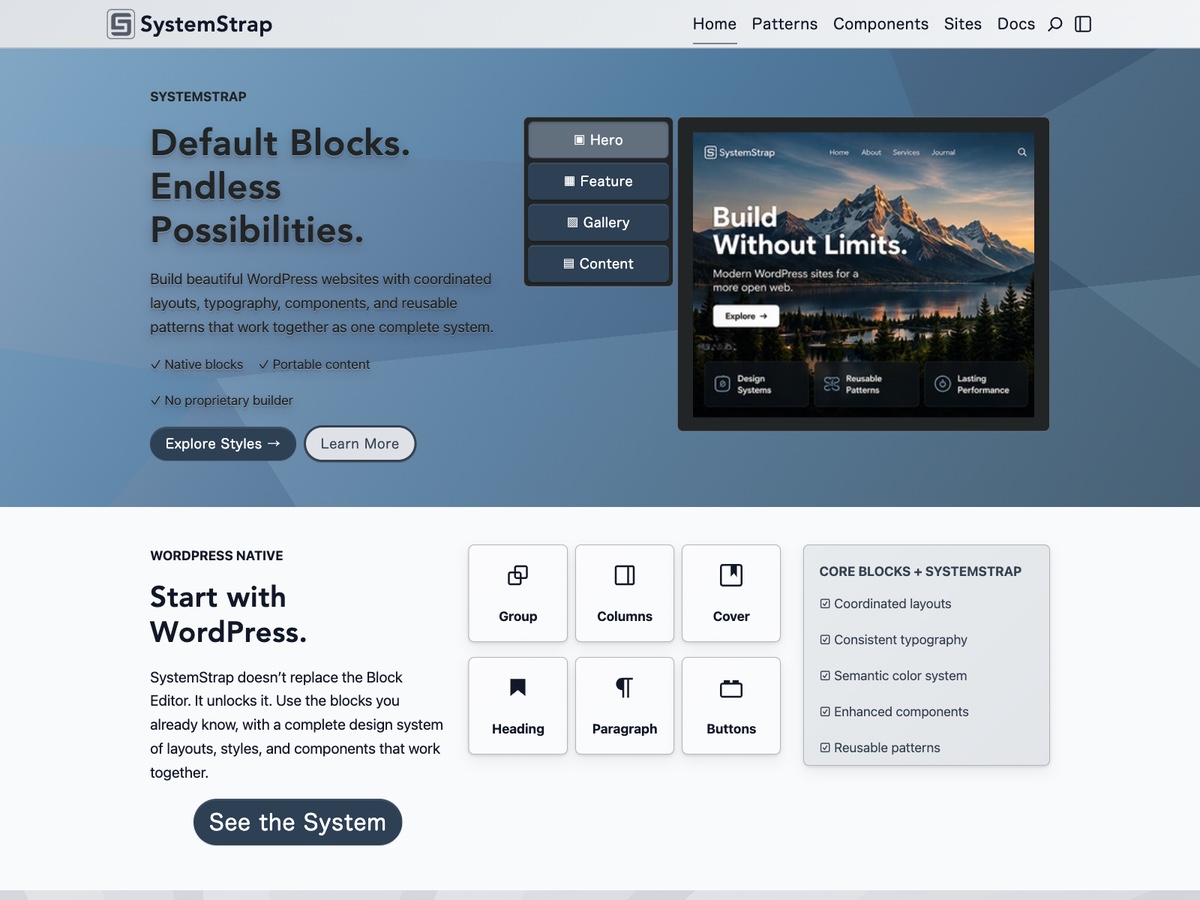 SystemStrap
Home Patterns Components Sites Docs
SYSTEMSTRAP
Default Blocks.
Endless
Possibilities.
Build beautiful WordPress websites with coordinated
layouts, typography, components, and reusable
patterns that work together as one complete system.
✓ Native blocks ✓ Portable content
✓ No proprietary builder
Explore Styles → Learn More
▣ Hero
▦ Feature
▨ Gallery
▤ Content
SystemStrap Home About Services Journal
Build
Without Limits.
Modern WordPress sites for a
more open web.
Explore →
Design
Systems
Reusable
Patterns
Lasting
Performance
WORDPRESS NATIVE
Start with
WordPress.
SystemStrap doesn’t replace the Block
Editor. It unlocks it. Use the blocks you
already know, with a complete design system
of layouts, styles, and components that work
together.
See the System
Group Columns Cover
Heading Paragraph Buttons
CORE BLOCKS + SYSTEMSTRAP
☑ Coordinated layouts
☑ Consistent typography
☑ Semantic color system
☑ Enhanced components
☑ Reusable patterns